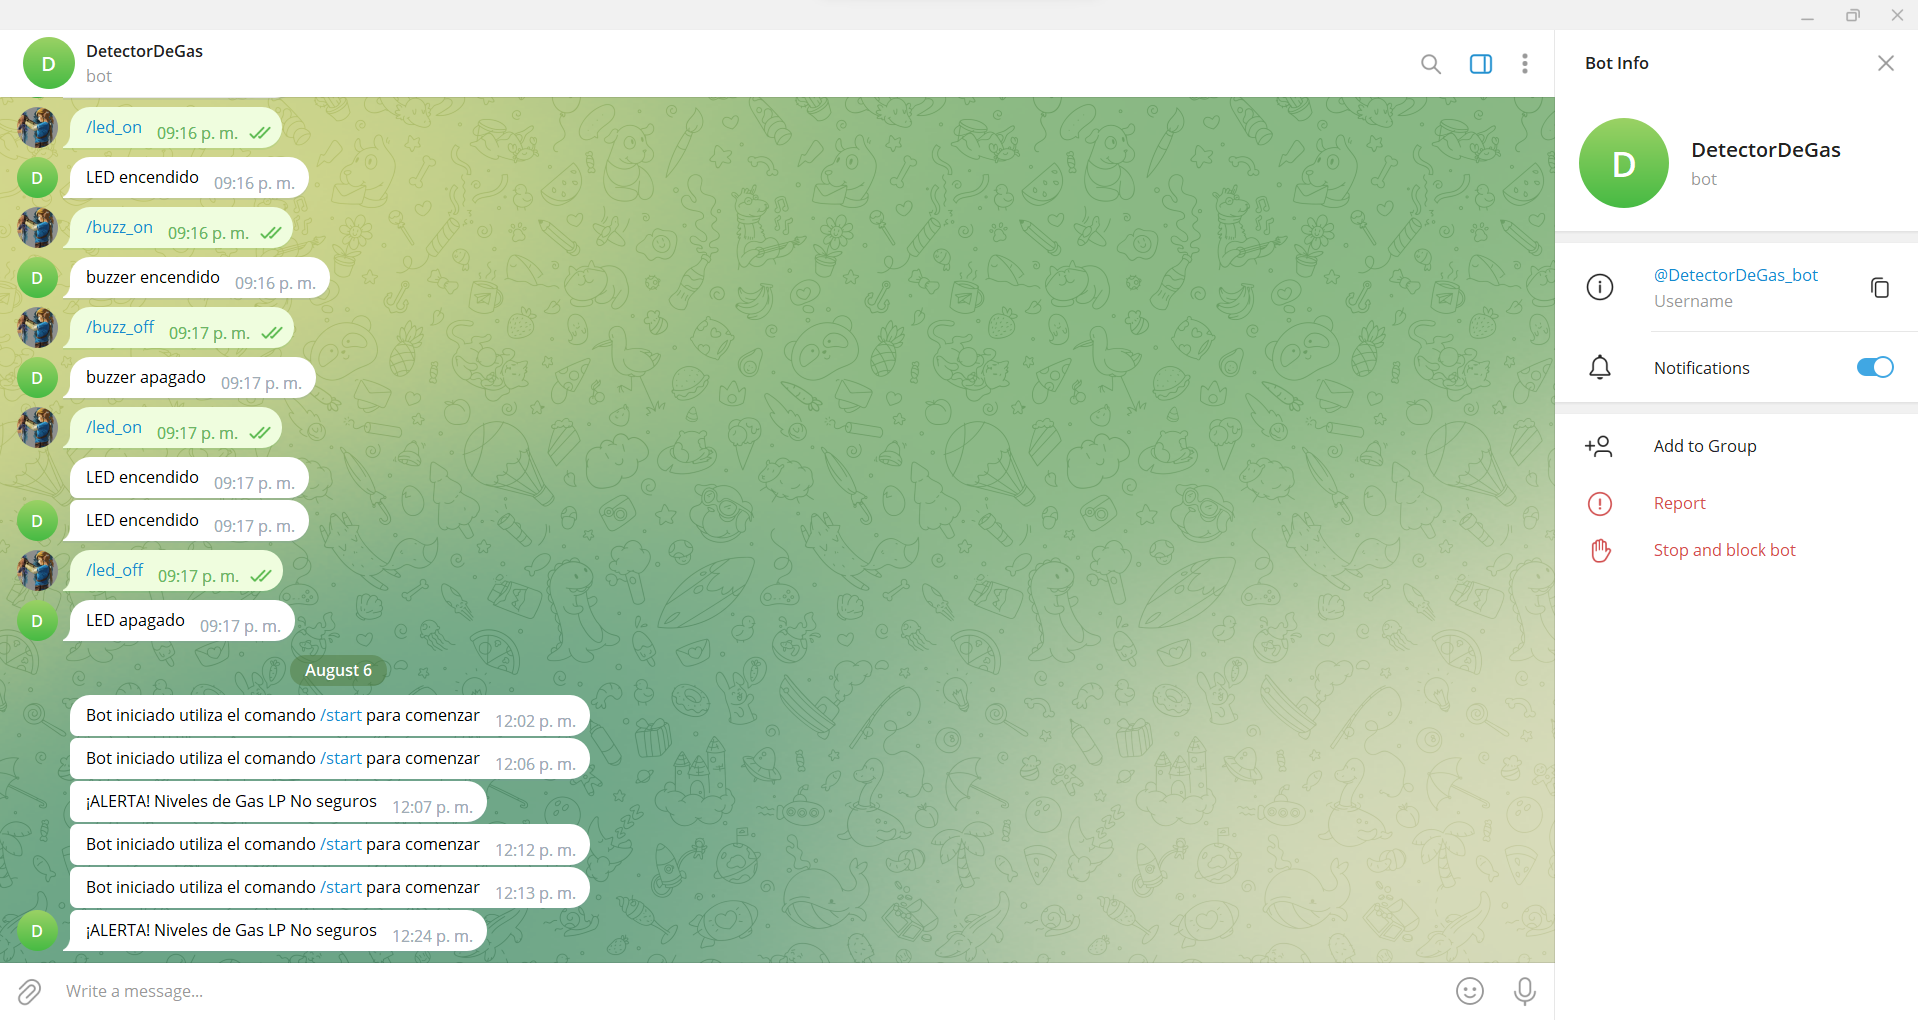 D
DetectorDeGas
bot
/led_on 09:16 p. m.
D
LED encendido 09:16 p. m.
/buzz_on 09:16 p. m.
D
buzzer encendido 09:16 p. m.
/buzz_off 09:17 p. m.
D
buzzer apagado 09:17 p. m.
/led_on 09:17 p. m.
LED encendido 09:17 p. m.
D
LED encendido 09:17 p. m.
/led_off 09:17 p. m.
D
LED apagado 09:17 p. m.
August 6
Bot iniciado utiliza el comando /start para comenzar 12:02 p. m.
Bot iniciado utiliza el comando /start para comenzar 12:06 p. m.
¡ALERTA! Niveles de Gas LP No seguros 12:07 p. m.
Bot iniciado utiliza el comando /start para comenzar 12:12 p. m.
Bot iniciado utiliza el comando /start para comenzar 12:13 p. m.
D
¡ALERTA! Niveles de Gas LP No seguros 12:24 p. m.
Write a message...
Bot Info
D
DetectorDeGas
bot
@DetectorDeGas_bot
Username
Notifications
Add to Group
Report
Stop and block bot